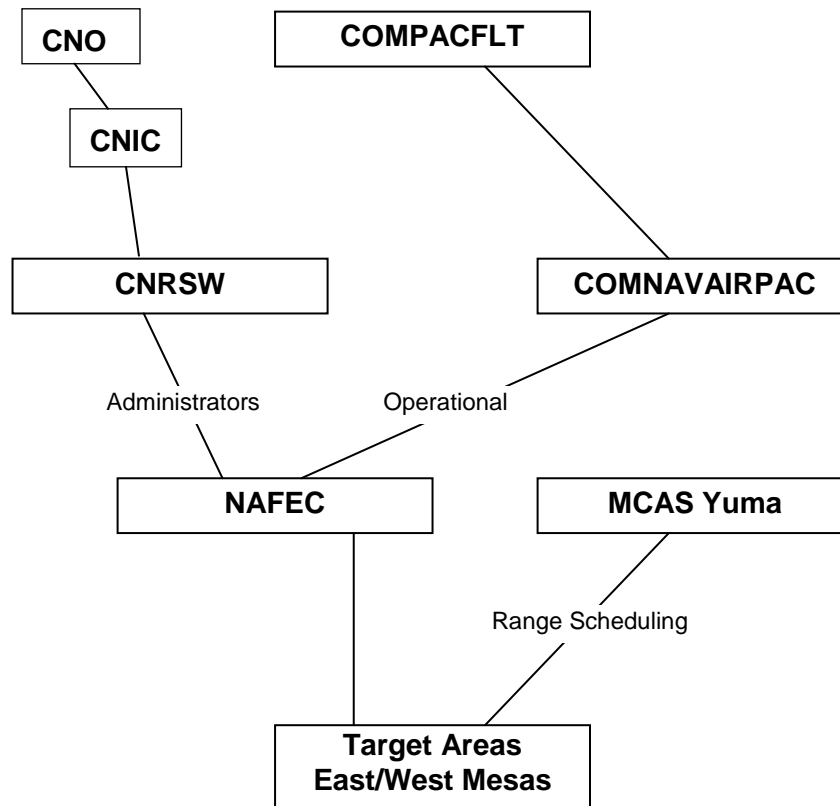 CNO
COMPACFLT
CNIC
CNRSW
COMNAVAIRPAC
Administrators
Operational
NAFEC
MCAS Yuma
Range Scheduling
Target Areas
East/West Mesas